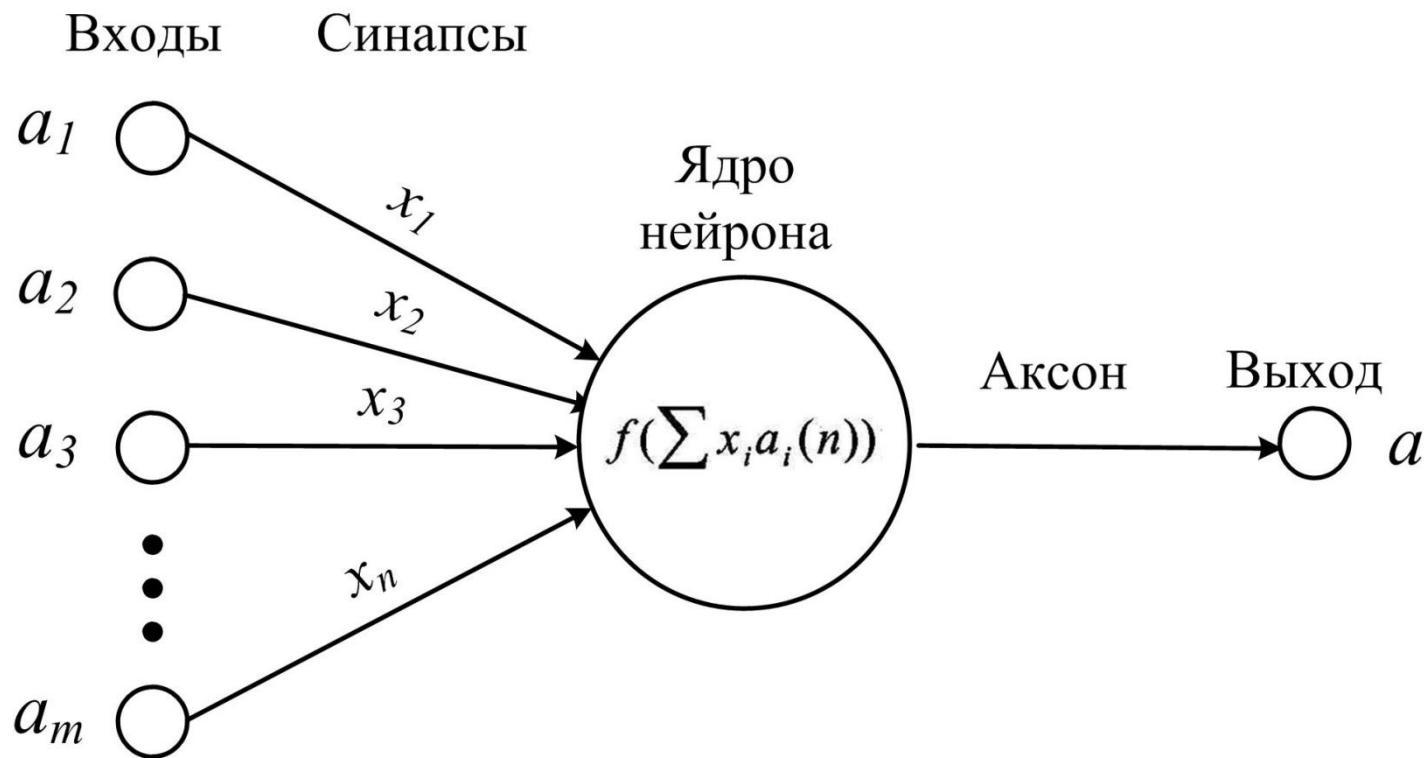 Входы Синапсы
a₁
x₁
Ядро
нейрона
a₂
x₂
a₃
x₃
f(∑xᵢaᵢ(n))
Аксон
Выход
a
xₙ
aₘ